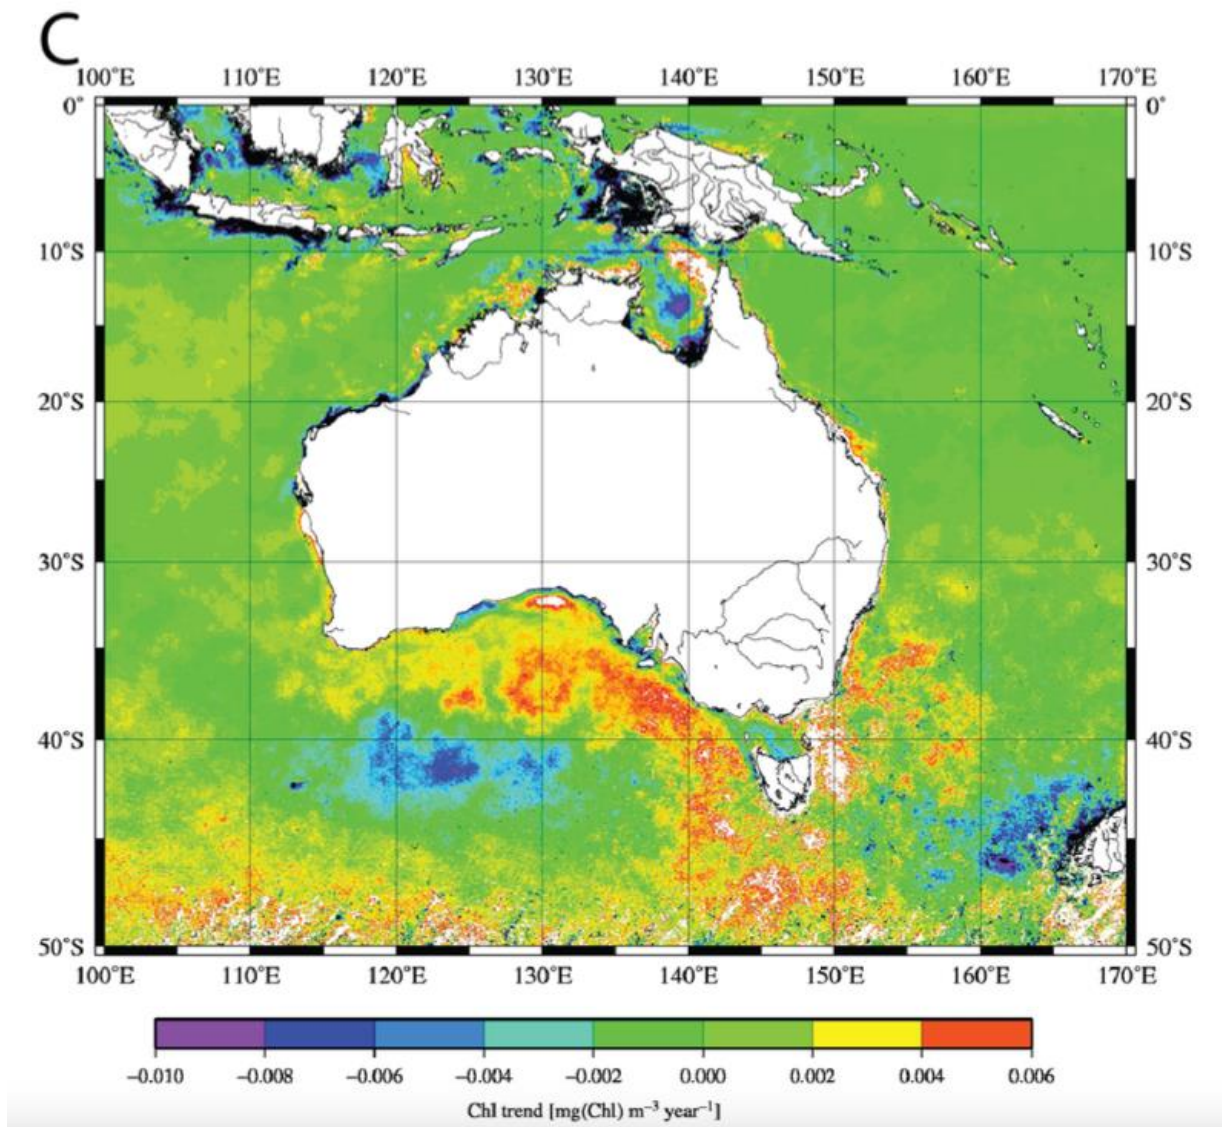 C
100°E 110°E 120°E 130°E 140°E 150°E 160°E 170°E
0° 0°
10°S 10°S
20°S 20°S
30°S 30°S
40°S 40°S
50°S 50°S
100°E 110°E 120°E 130°E 140°E 150°E 160°E 170°E
−0.010 −0.008 −0.006 −0.004 −0.002 0.000 0.002 0.004 0.006
Chl trend [mg(Chl) m⁻³ year⁻¹]